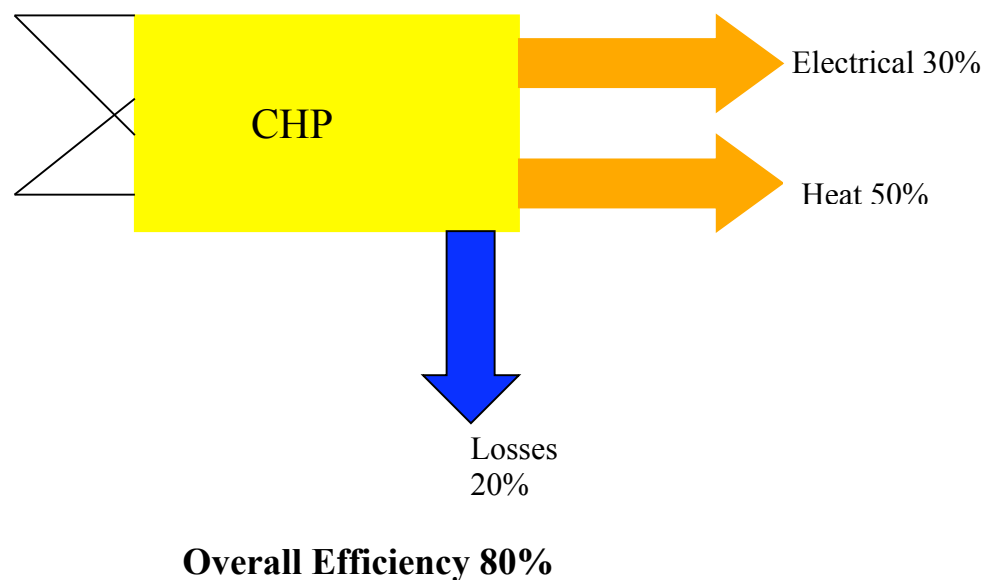 CHP
Electrical 30%
Heat 50%
Losses
20%
Overall Efficiency 80%